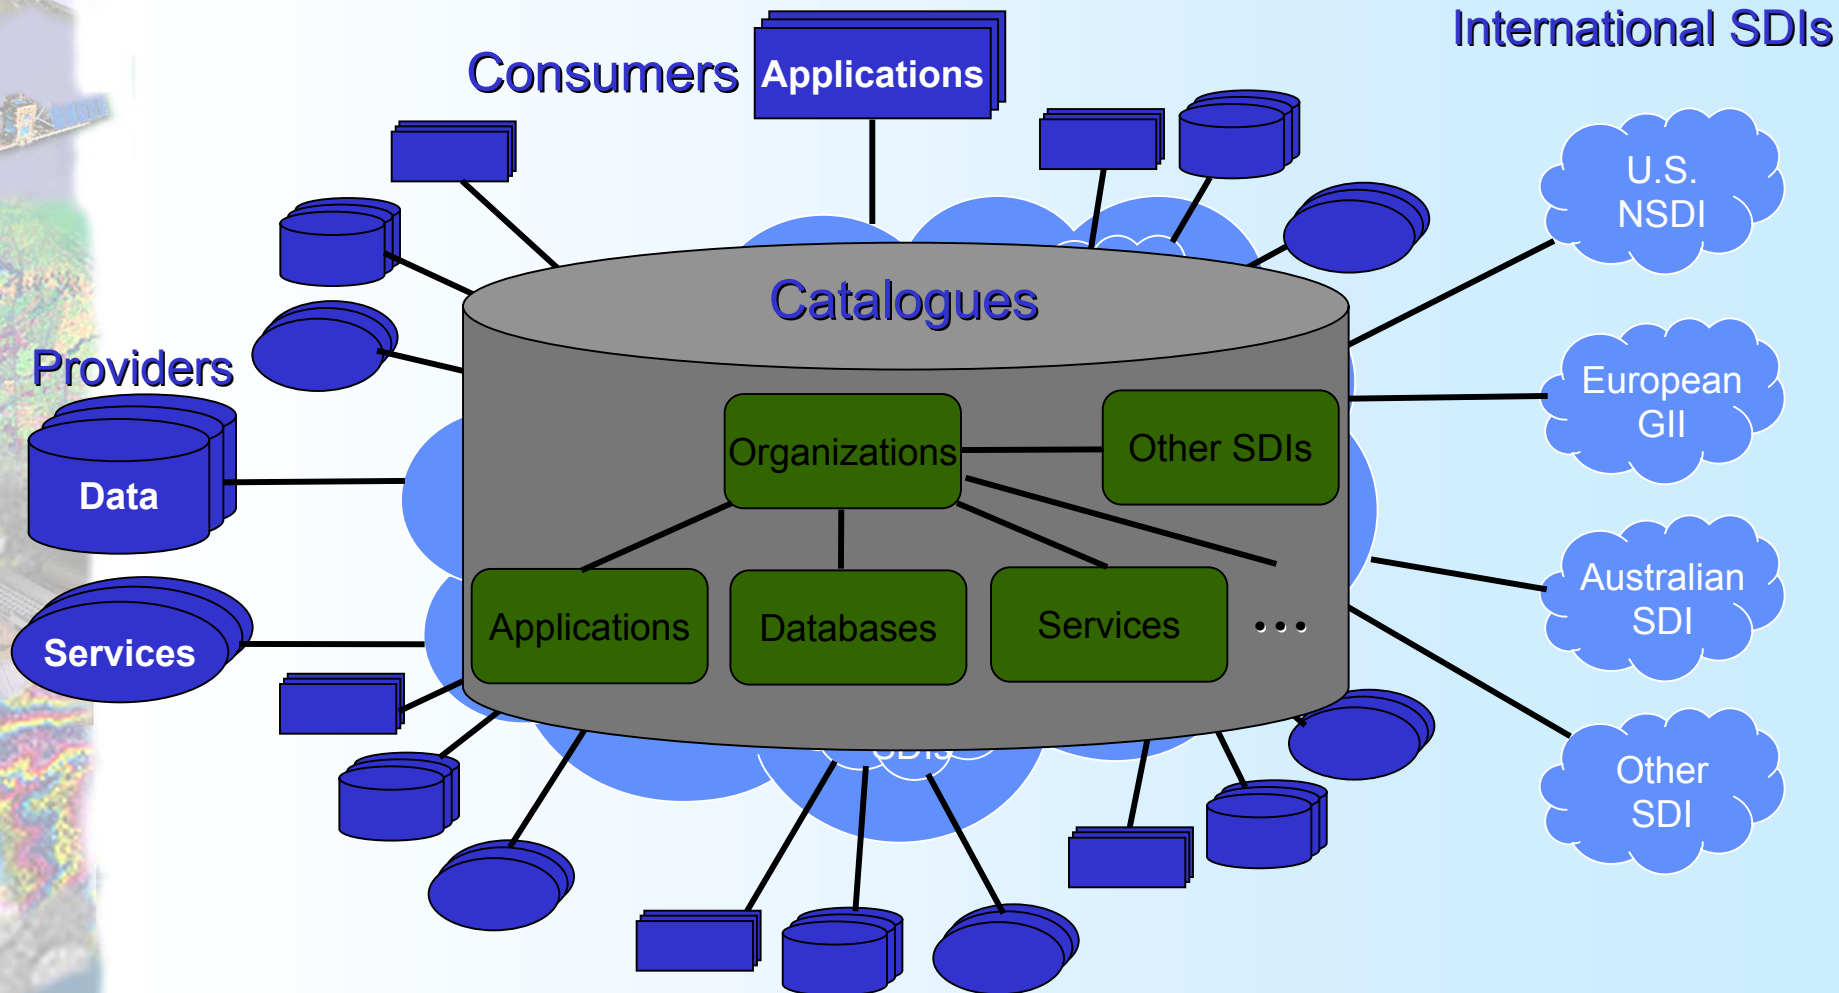 International SDIs
Consumers
Applications
U.S.
NSDI
Catalogues
Providers
European
GII
Organizations
Other SDIs
Data
Australian
SDI
Applications
Databases
Services
...
Services
SDIs
Other
SDI